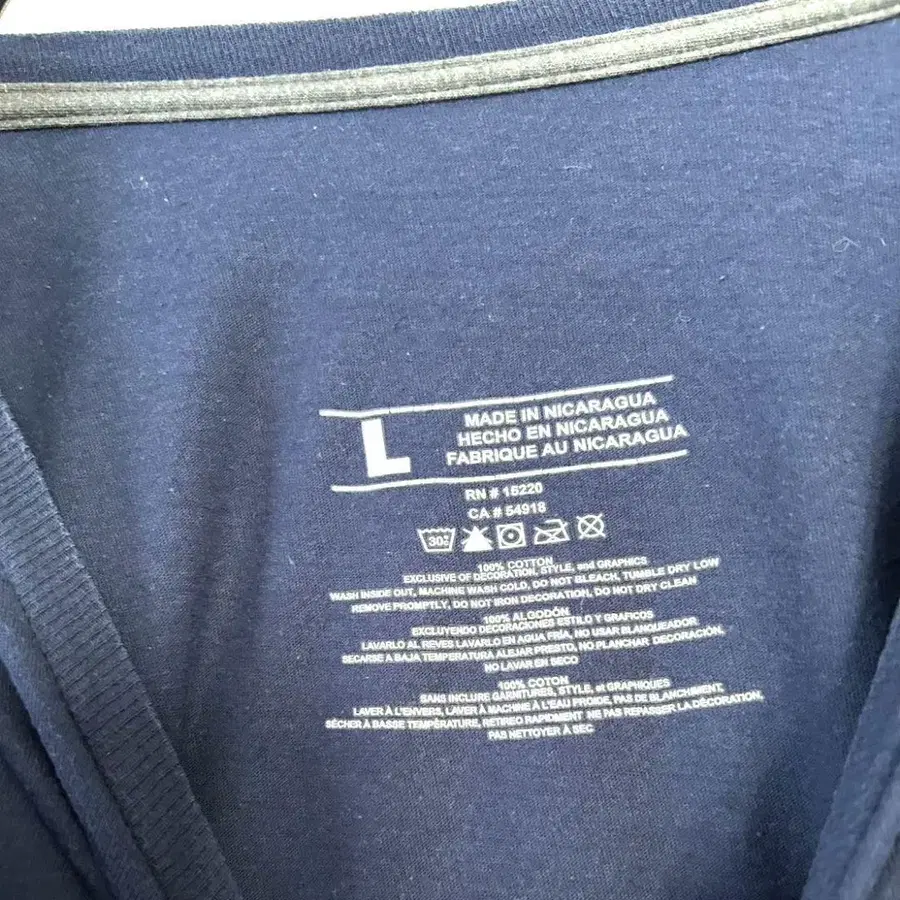 L
MADE IN NICARAGUA
HECHO EN NICARAGUA
FABRIQUE AU NICARAGUA
RN # 15220
CA # 54918
30
100% COTTON
EXCLUSIVE OF DECORATION, STYLE, and GRAPHICS
WASH INSIDE OUT, MACHINE WASH COLD, DO NOT BLEACH, TUMBLE DRY LOW
REMOVE PROMPTLY, DO NOT IRON DECORATION, DO NOT DRY CLEAN
100% ALGODÓN
EXCLUYENDO DECORACIONES ESTILO Y GRAFICOS
LAVARLO AL REVES LAVARLO EN AGUA FRÍA, NO USAR BLANQUEADOR
SECARSE A BAJA TEMPERATURA ALEJAR PRESTO, NO PLANCHAR DECORACIÓN,
NO LAVAR EN SECO
100% COTON
SANS INCLURE GARNITURES, STYLE, et GRAPHIQUES
LAVER À L'ENVERS, LAVER À MACHINE À L'EAU PROIDE, PAS DE BLANCHIMENT,
SÉCHER À BASSE TEMPÉRATURE, RETIREO RAPIDMENT NE PAS REPASSER LA DÉCORATION.
PAS NETTOYER À SEC